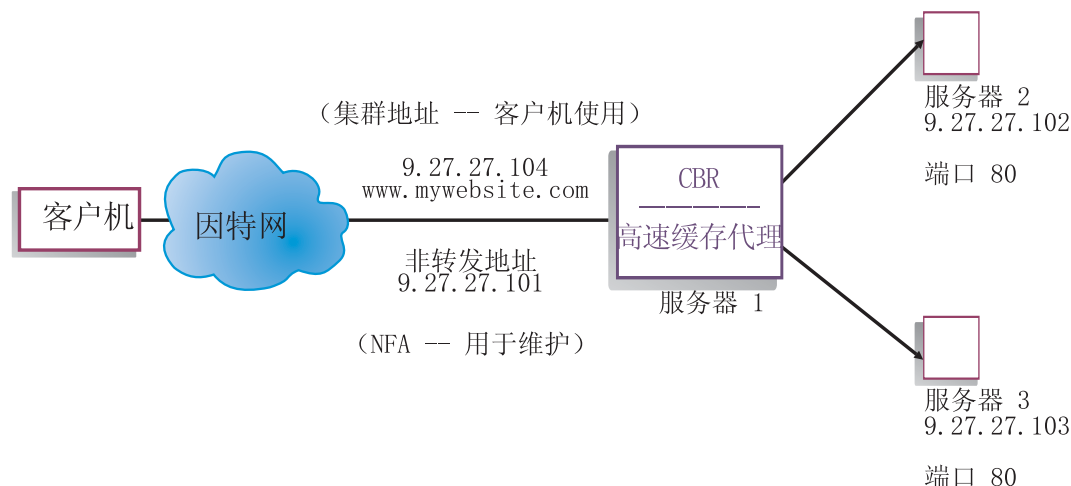 （集群地址 -- 客户机使用）
9.27.27.104
www.mywebsite.com
客户机
因特网
非转发地址
9.27.27.101
（NFA -- 用于维护）
CBR
高速缓存代理
服务器 1
服务器 2
9.27.27.102
端口 80
服务器 3
9.27.27.103
端口 80